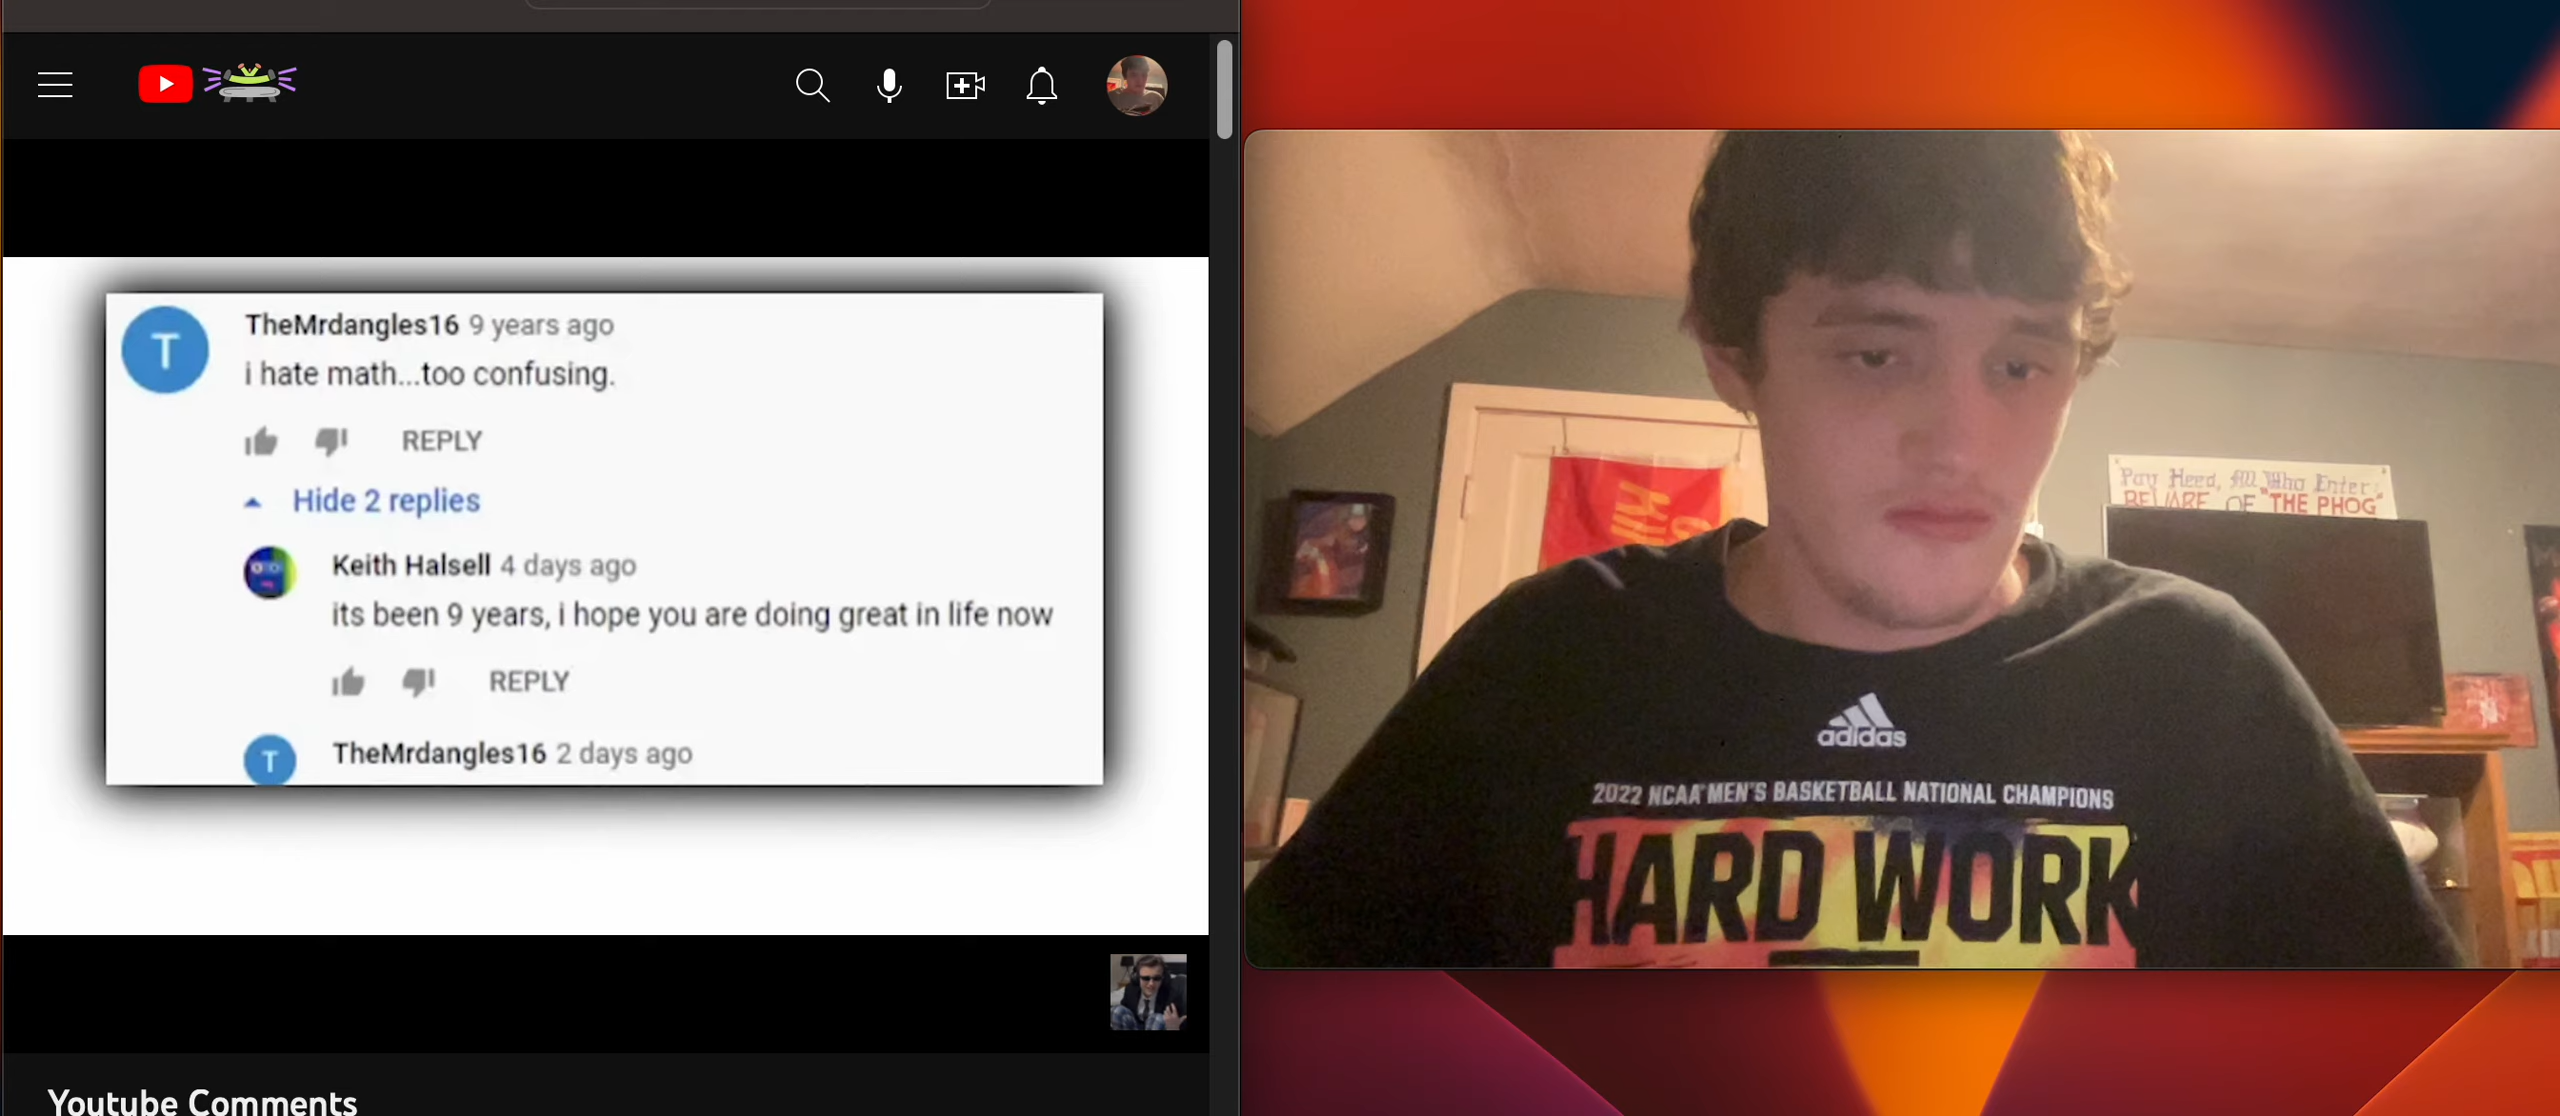 TheMrdangles16 9 years ago
i hate math...too confusing.
REPLY
Hide 2 replies
Keith Halsell 4 days ago
its been 9 years, i hope you are doing great in life now
REPLY
TheMrdangles16 2 days ago
Youtube Comments
Pay Heed, All Who Enter:
BEWARE OF "THE PHOG"
adidas
2022 NCAA MEN'S BASKETBALL NATIONAL CHAMPIONS
HARD WORK